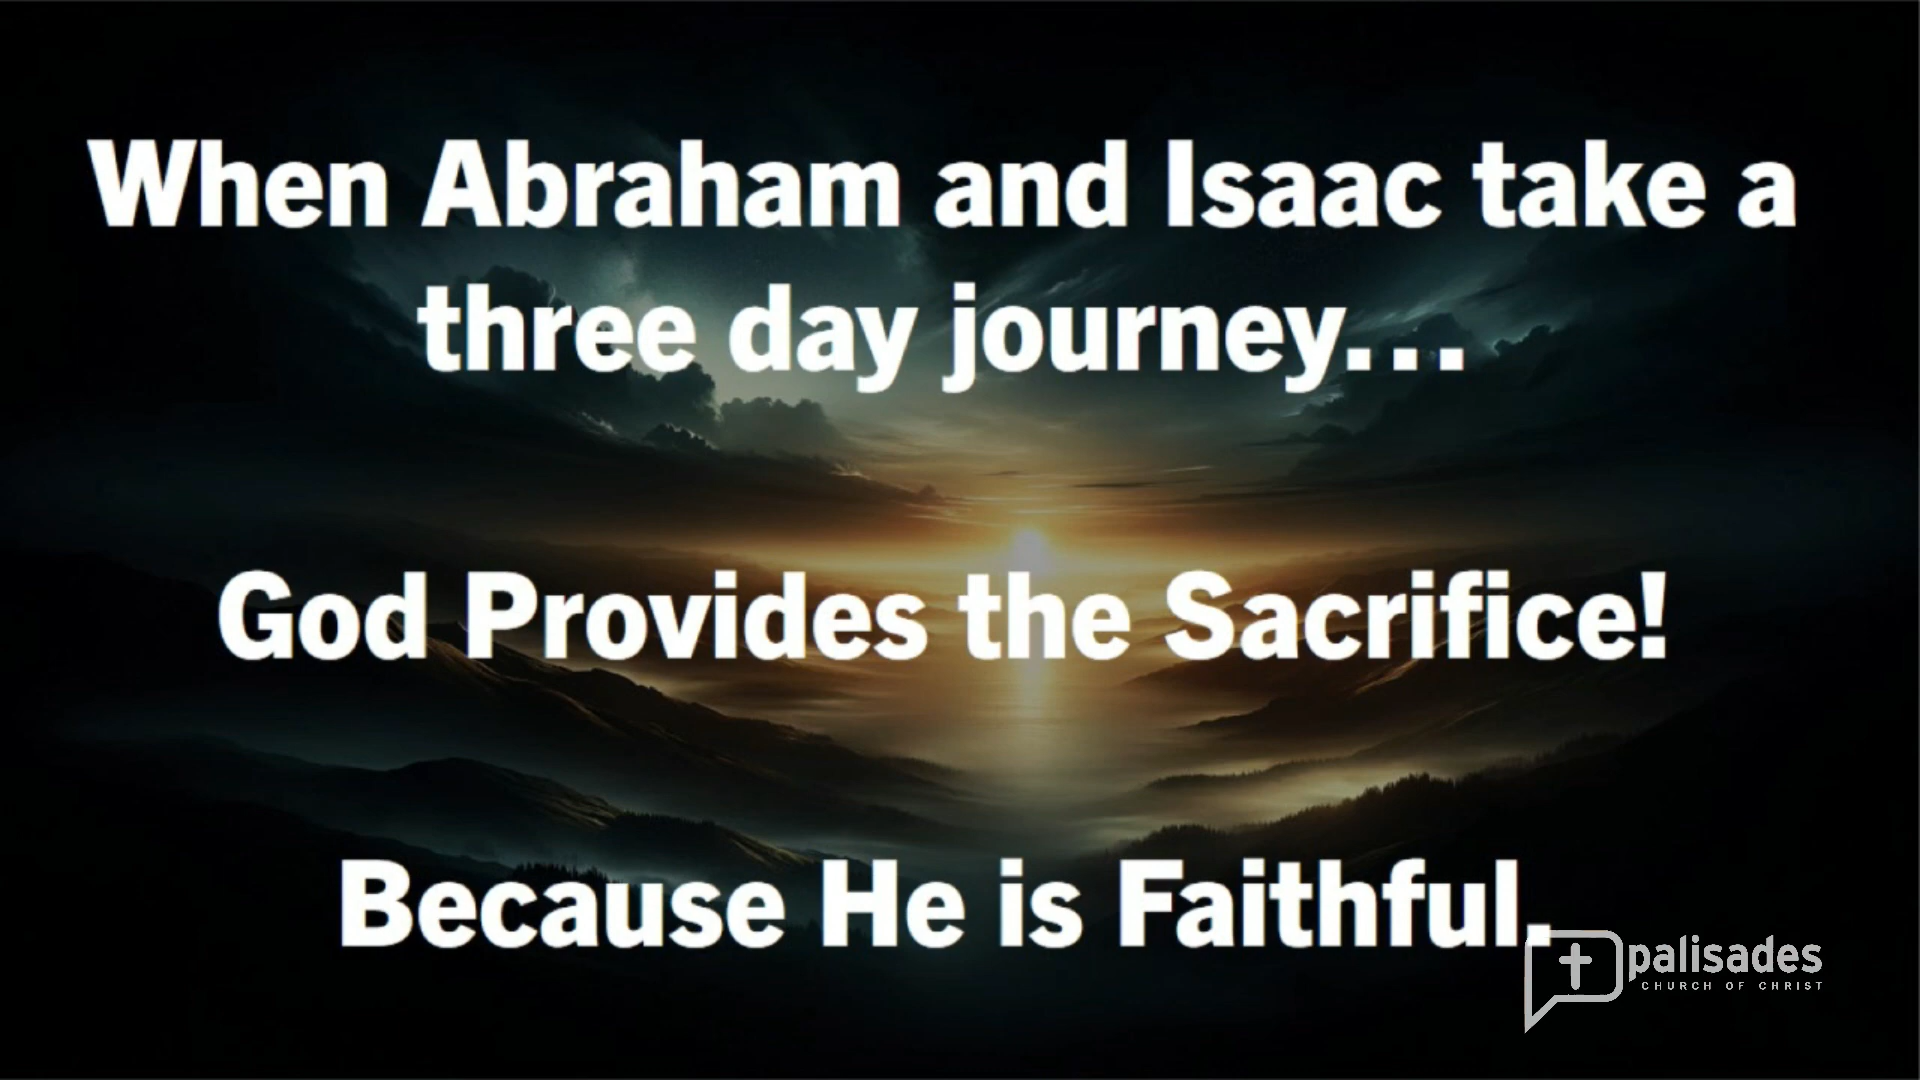 When Abraham and Isaac take a
three day journey...
God Provides the Sacrifice!
Because He is Faithful.
palisades
CHURCH OF CHRIST